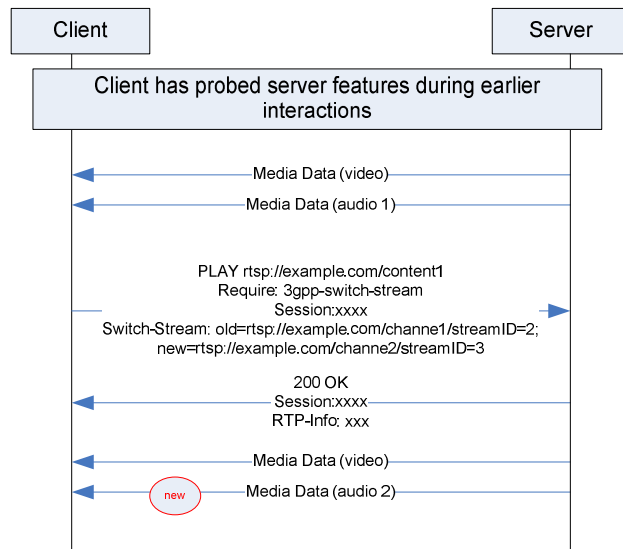 Client
Server
Client has probed server features during earlier
interactions
Media Data (video)
Media Data (audio 1)
PLAY rtsp://example.com/content1
Require: 3gpp-switch-stream
Session:xxxx
Switch-Stream: old=rtsp://example.com/channe1/streamID=2;
new=rtsp://example.com/channe2/streamID=3
200 OK
Session:xxxx
RTP-Info: xxx
Media Data (video)
new
Media Data (audio 2)